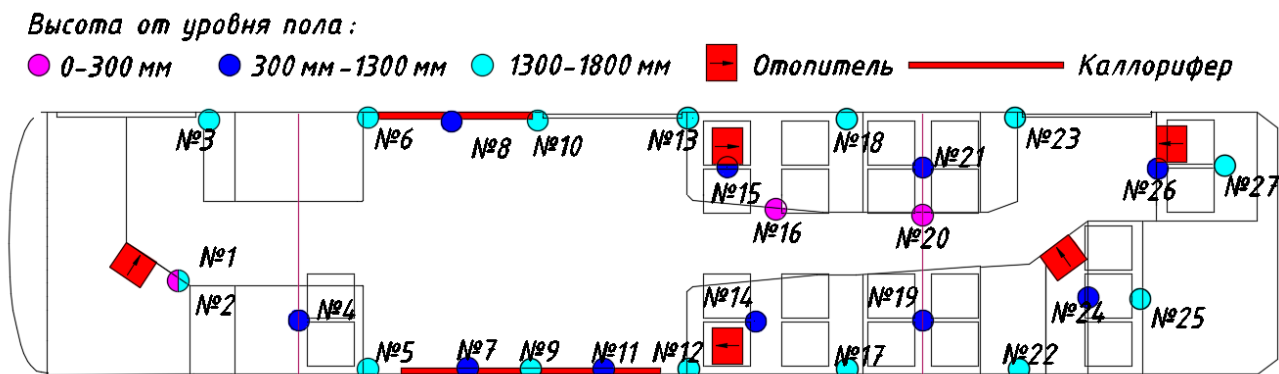 Высота от уровня пола:
0-300 мм 300 мм -1300 мм 1300-1800 мм Отопитель Каллорифер
№3 №6 №8 №10 №13 №18 №21 №23 №26 №27
№15
№16 №20
№1
№2 №4 №14 №19 №24 №25
№5 №7 №9 №11 №12 №17 №22